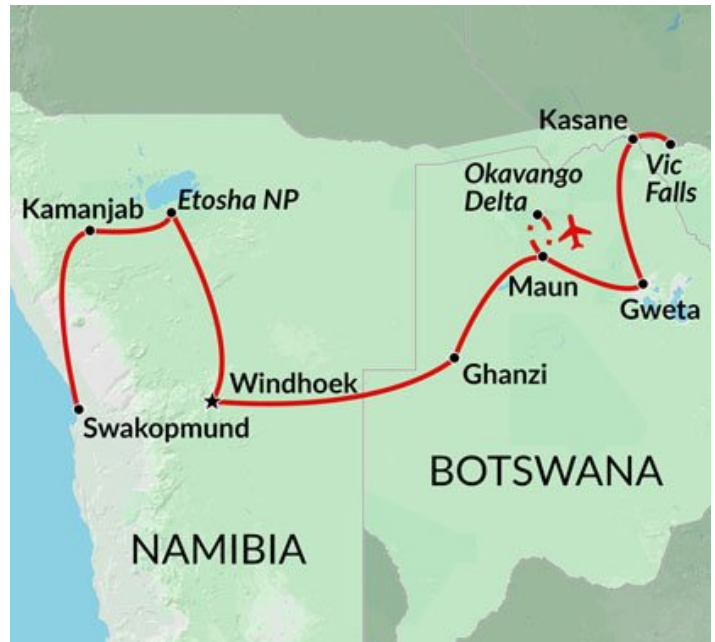 Kasane
Okavango
Delta
Vic
Falls
Kamanjab
Etosha NP
Maun
Gweta
Windhoek
Ghanzi
Swakopmund
BOTSWANA
NAMIBIA